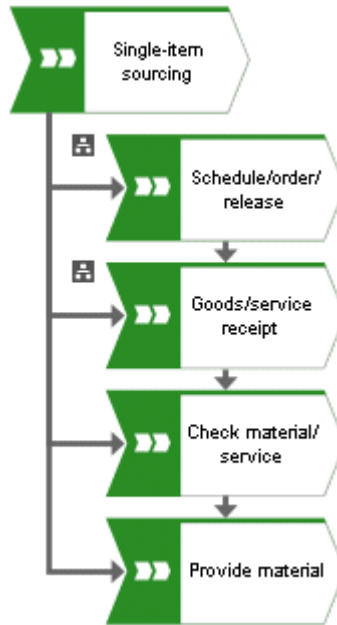 Single-item
sourcing
Schedule/order/
release
Goods/service
receipt
Check material/
service
Provide material